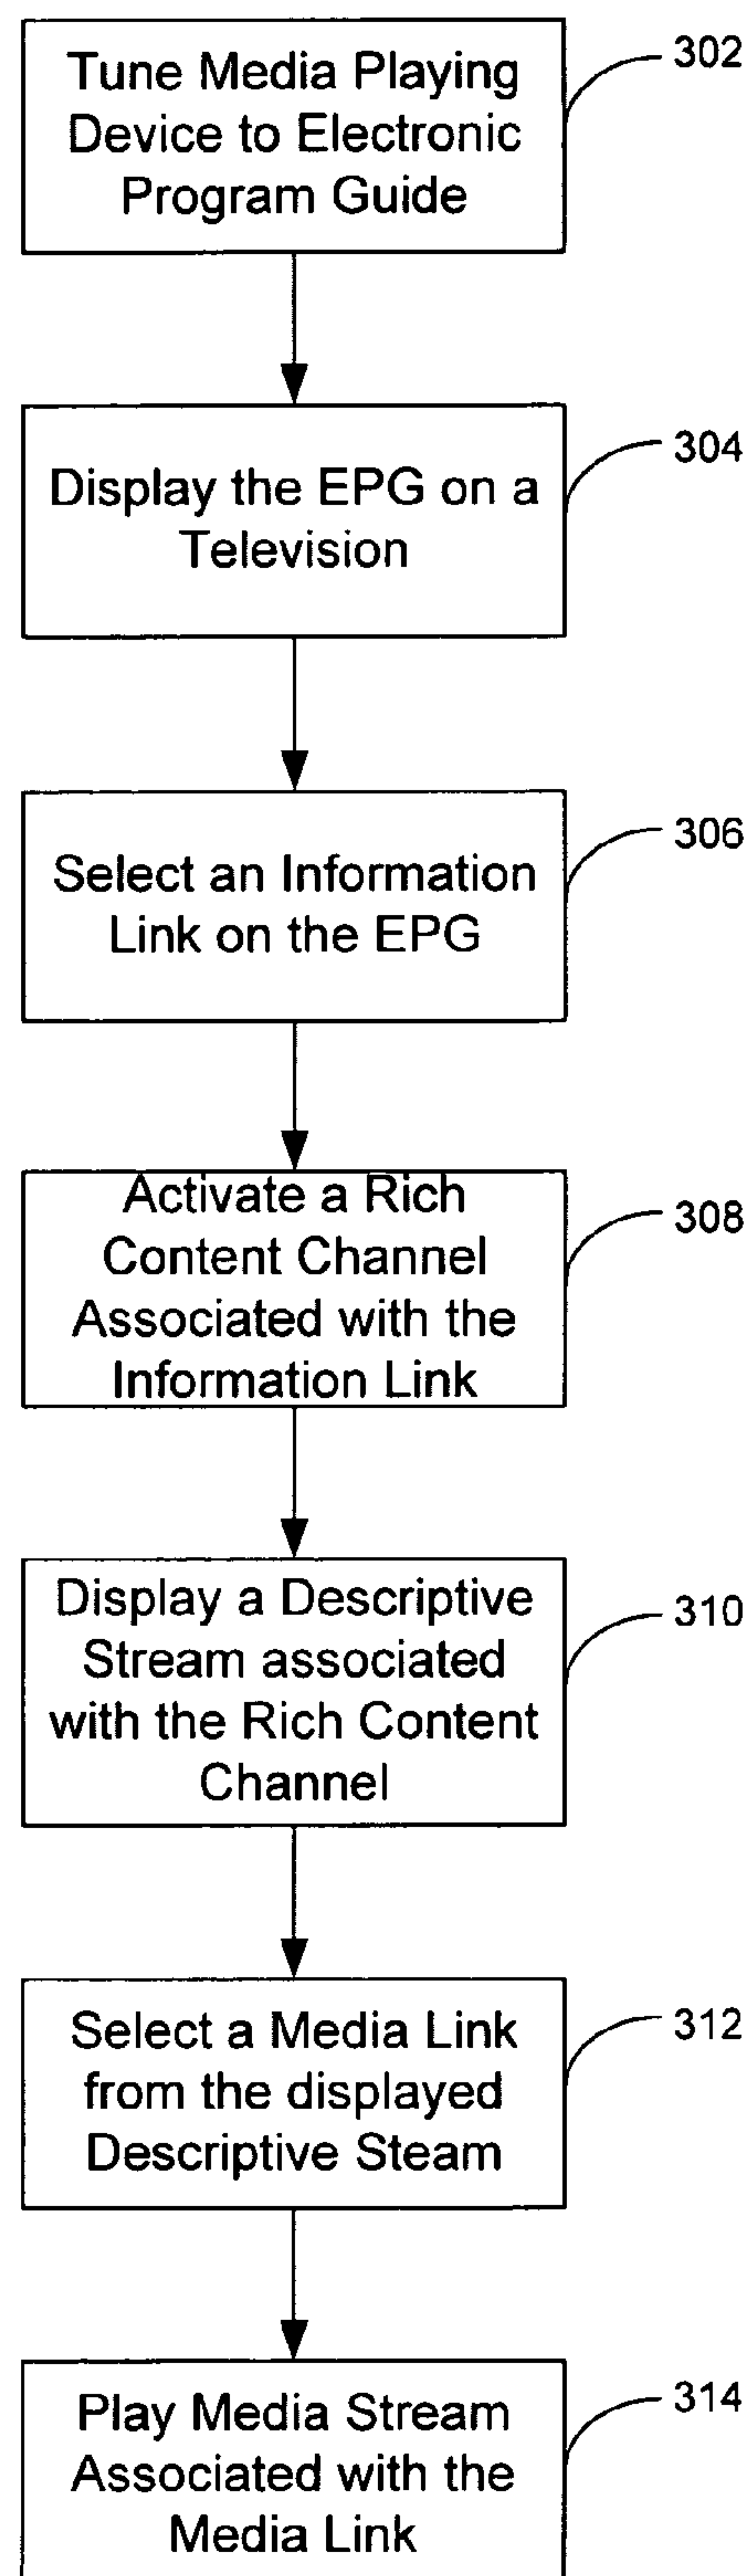 Tune Media Playing
Device to Electronic
Program Guide
302
Display the EPG on a
Television
304
Select an Information
Link on the EPG
306
Activate a Rich
Content Channel
Associated with the
Information Link
308
Display a Descriptive
Stream associated
with the Rich Content
Channel
310
Select a Media Link
from the displayed
Descriptive Steam
312
Play Media Stream
Associated with the
Media Link
314